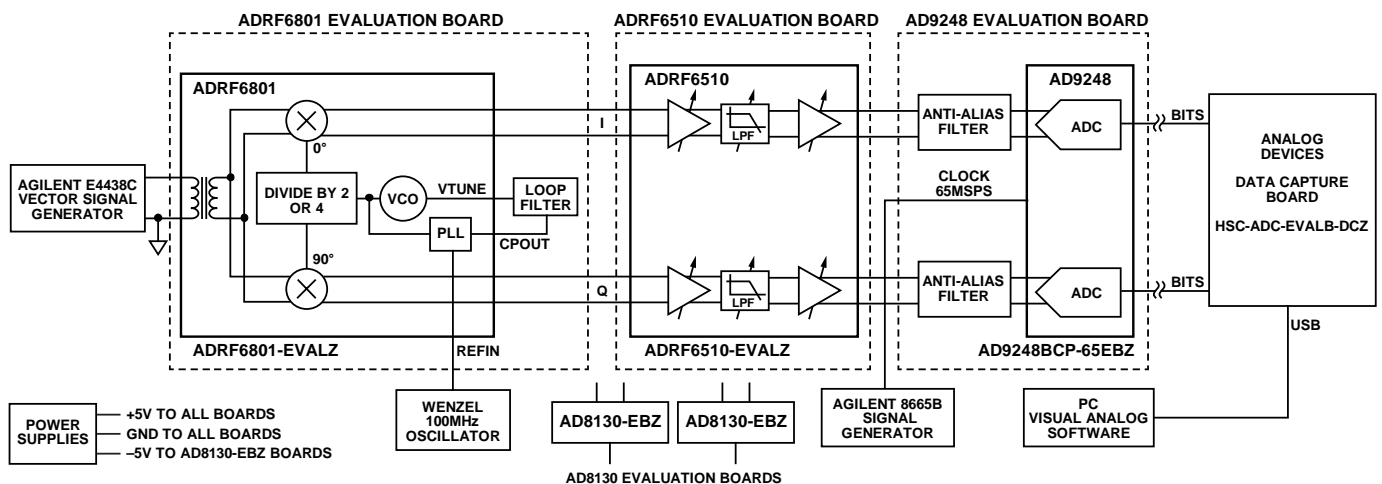 ADRF6801 EVALUATION BOARD
ADRF6510 EVALUATION BOARD
AD9248 EVALUATION BOARD
ADRF6801
ADRF6510
AD9248
0°
I
LPF
ANTI-ALIAS
FILTER
ADC
BITS
ANALOG
DEVICES
DATA CAPTURE
BOARD
HSC-ADC-EVALB-DCZ
AGILENT E4438C
VECTOR SIGNAL
GENERATOR
DIVIDE BY 2
OR 4
VCO
VTUNE
LOOP
FILTER
PLL
CPOUT
CLOCK
65MSPS
90°
Q
LPF
ANTI-ALIAS
FILTER
ADC
BITS
USB
ADRF6801-EVALZ
REFIN
ADRF6510-EVALZ
AD9248BCP-65EBZ
POWER
SUPPLIES
+5V TO ALL BOARDS
GND TO ALL BOARDS
–5V TO AD8130-EBZ BOARDS
WENZEL
100MHz
OSCILLATOR
AD8130-EBZ
AD8130-EBZ
AD8130 EVALUATION BOARDS
AGILENT 8665B
SIGNAL
GENERATOR
PC
VISUAL ANALOG
SOFTWARE